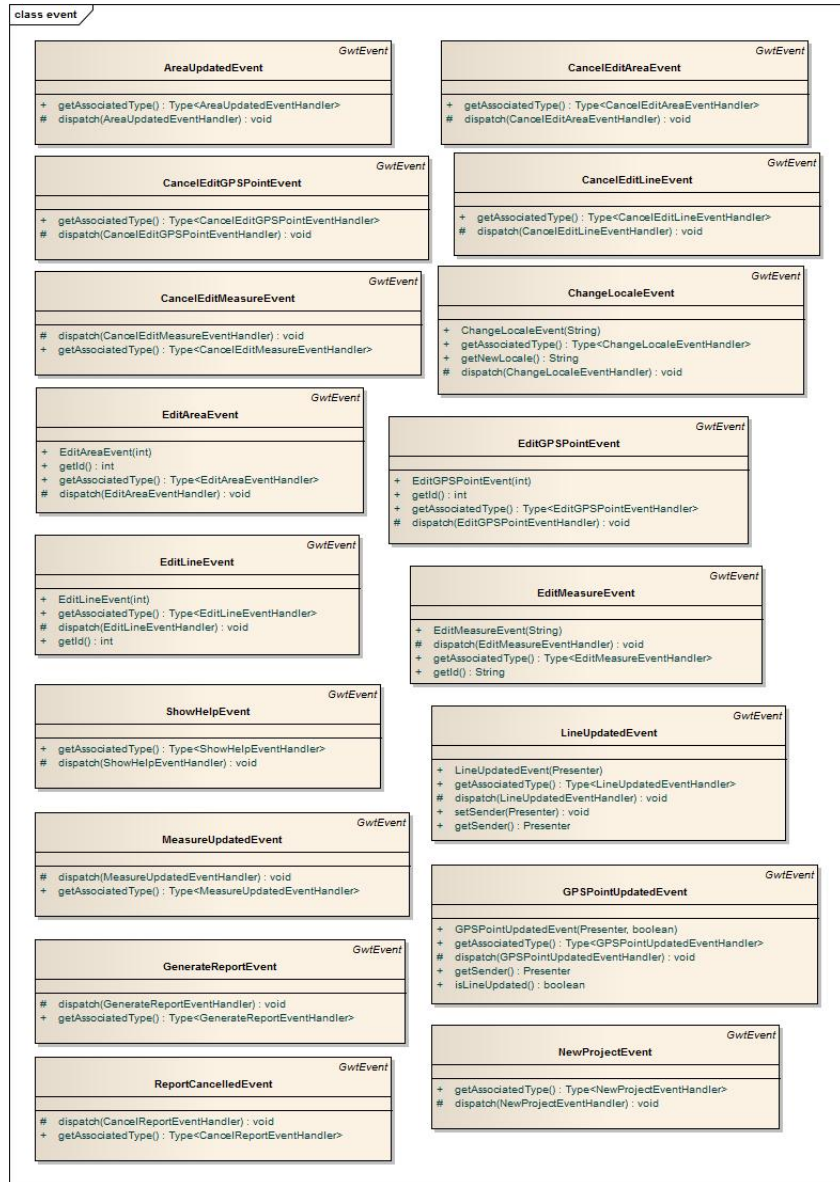 class event
GwtEvent
AreaUpdatedEvent
+ getAssociatedType() : Type<AreaUpdatedEventHandler>
# dispatch(AreaUpdatedEventHandler) : void
GwtEvent
CancelEditAreaEvent
+ getAssociatedType() : Type<CancelEditAreaEventHandler>
# dispatch(CancelEditAreaEventHandler) : void
GwtEvent
CancelEditGPSPointEvent
+ getAssociatedType() : Type<CancelEditGPSPointEventHandler>
# dispatch(CancelEditGPSPointEventHandler) : void
GwtEvent
CancelEditLineEvent
+ getAssociatedType() : Type<CancelEditLineEventHandler>
# dispatch(CancelEditLineEventHandler) : void
GwtEvent
CancelEditMeasureEvent
# dispatch(CancelEditMeasureEventHandler) : void
+ getAssociatedType() : Type<CancelEditMeasureEventHandler>
GwtEvent
ChangeLocaleEvent
+ ChangeLocaleEvent(String)
+ getAssociatedType() : Type<ChangeLocaleEventHandler>
+ getNewLocale() : String
# dispatch(ChangeLocaleEventHandler) : void
GwtEvent
EditAreaEvent
+ EditAreaEvent(int)
+ getId() : int
+ getAssociatedType() : Type<EditAreaEventHandler>
# dispatch(EditAreaEventHandler) : void
GwtEvent
EditGPSPointEvent
+ EditGPSPointEvent(int)
+ getId() : int
+ getAssociatedType() : Type<EditGPSPointEventHandler>
# dispatch(EditGPSPointEventHandler) : void
GwtEvent
EditLineEvent
+ EditLineEvent(int)
+ getAssociatedType() : Type<EditLineEventHandler>
# dispatch(EditLineEventHandler) : void
+ getId() : int
GwtEvent
EditMeasureEvent
+ EditMeasureEvent(String)
# dispatch(EditMeasureEventHandler) : void
+ getAssociatedType() : Type<EditMeasureEventHandler>
+ getId() : String
GwtEvent
ShowHelpEvent
+ getAssociatedType() : Type<ShowHelpEventHandler>
# dispatch(ShowHelpEventHandler) : void
GwtEvent
LineUpdatedEvent
+ LineUpdatedEvent(Presenter)
+ getAssociatedType() : Type<LineUpdatedEventHandler>
# dispatch(LineUpdatedEventHandler) : void
+ setSender(Presenter) : void
+ getSender() : Presenter
GwtEvent
MeasureUpdatedEvent
# dispatch(MeasureUpdatedEventHandler) : void
+ getAssociatedType() : Type<MeasureUpdatedEventHandler>
GwtEvent
GPSPointUpdatedEvent
+ GPSPointUpdatedEvent(Presenter, boolean)
+ getAssociatedType() : Type<GPSPointUpdatedEventHandler>
# dispatch(GPSPointUpdatedEventHandler) : void
+ getSender() : Presenter
+ isLineUpdated() : boolean
GwtEvent
GenerateReportEvent
# dispatch(GenerateReportEventHandler) : void
+ getAssociatedType() : Type<GenerateReportEventHandler>
GwtEvent
NewProjectEvent
+ getAssociatedType() : Type<NewProjectEventHandler>
# dispatch(NewProjectEventHandler) : void
GwtEvent
ReportCancelledEvent
# dispatch(CancelReportEventHandler) : void
+ getAssociatedType() : Type<CancelReportEventHandler>